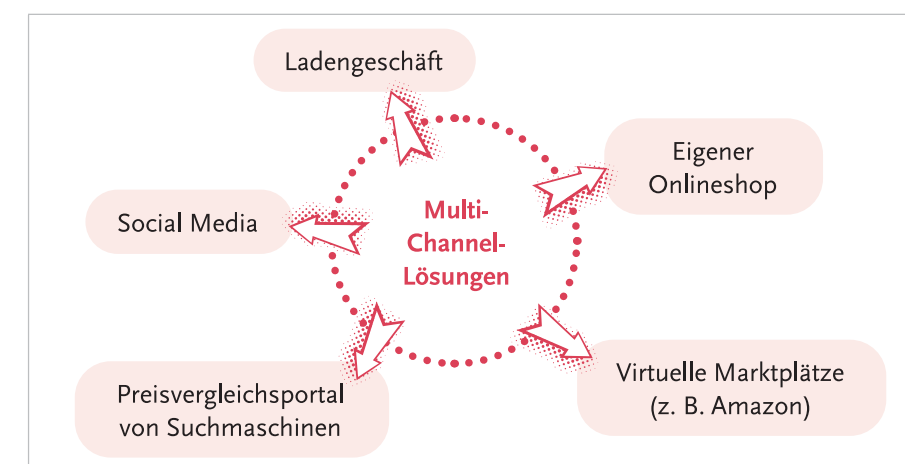 Ladengeschäft
Eigener
Onlineshop
Social Media
Multi-
Channel-
Lösungen
Virtuelle Marktplätze
(z. B. Amazon)
Preisvergleichsportal
von Suchmaschinen